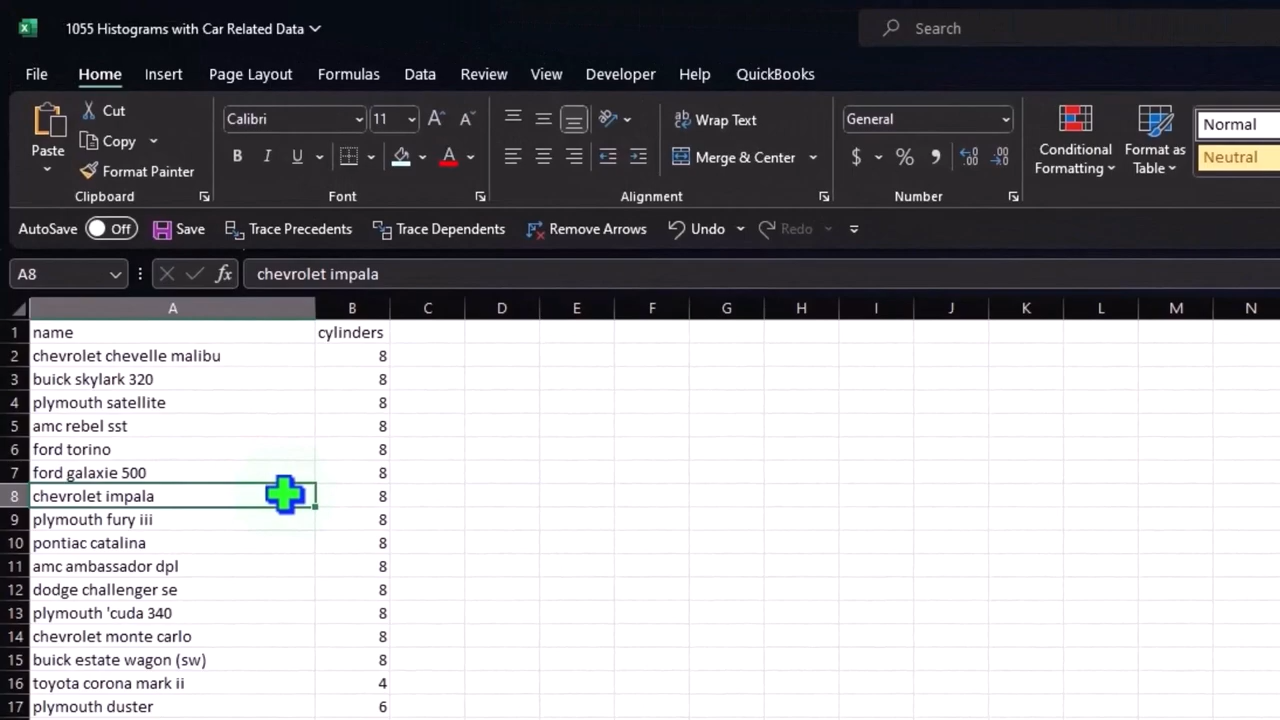 1055 Histograms with Car Related Data
Search
File Home Insert Page Layout Formulas Data Review View Developer Help QuickBooks
Paste
Cut
Copy
Format Painter
Clipboard
Calibri 11
B I U
Font
Wrap Text
Merge & Center
Alignment
General
$ % ,
Number
Conditional Formatting
Format as Table
Normal
Neutral
AutoSave Off Save Trace Precedents Trace Dependents Remove Arrows Undo Redo
A8 fx chevrolet impala
A B C D E F G H I J K L M N
1 name cylinders
2 chevrolet chevelle malibu 8
3 buick skylark 320 8
4 plymouth satellite 8
5 amc rebel sst 8
6 ford torino 8
7 ford galaxie 500 8
8 chevrolet impala 8
9 plymouth fury iii 8
10 pontiac catalina 8
11 amc ambassador dpl 8
12 dodge challenger se 8
13 plymouth 'cuda 340 8
14 chevrolet monte carlo 8
15 buick estate wagon (sw) 8
16 toyota corona mark ii 4
17 plymouth duster 6